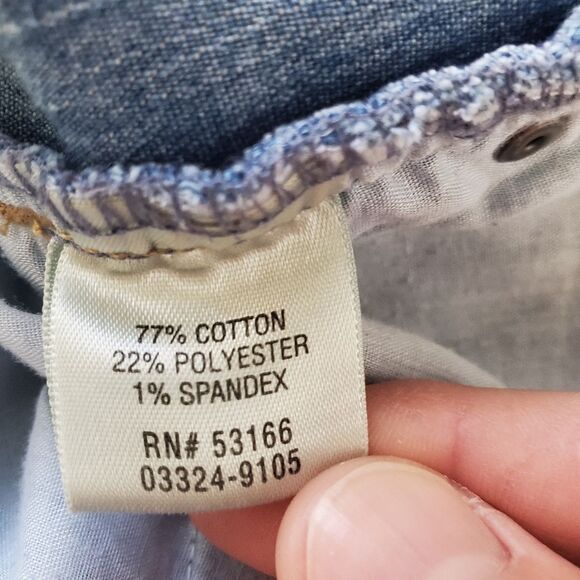 77% COTTON
22% POLYESTER
1% SPANDEX
RN# 53166
03324-9105